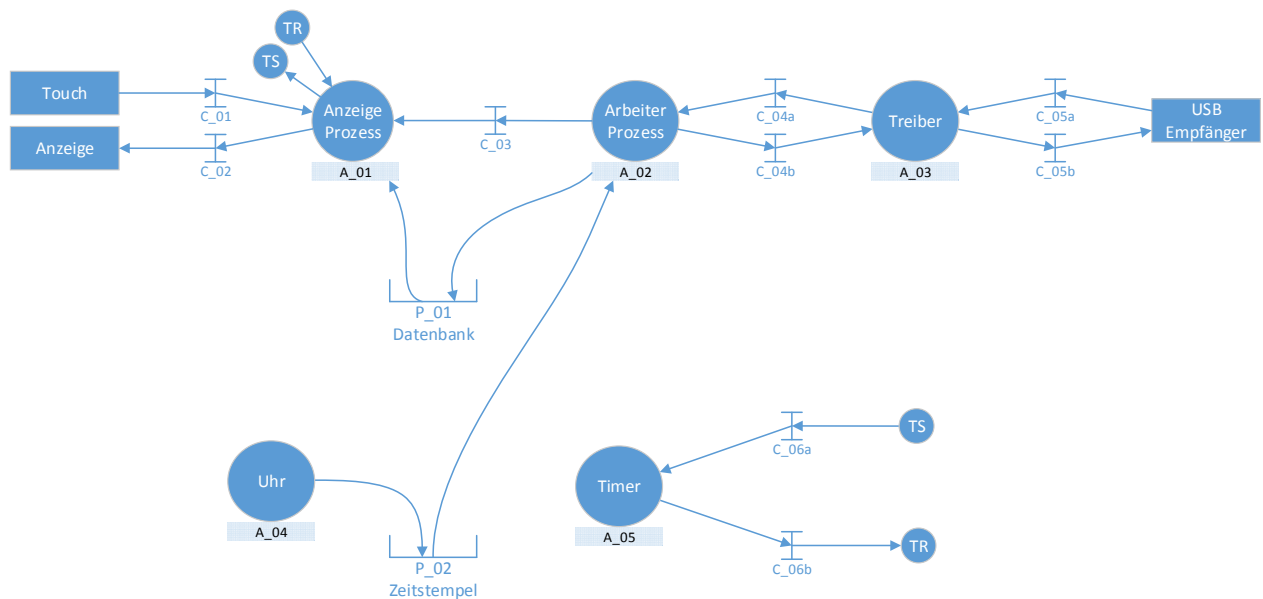 TR
TS
Touch
C_01
Anzeige
Prozess
A_01
Anzeige
C_02
C_03
Arbeiter
Prozess
A_02
C_04a
C_04b
Treiber
A_03
C_05a
C_05b
USB
Empfänger
P_01
Datenbank
Uhr
A_04
P_02
Zeitstempel
Timer
A_05
C_06a
TS
C_06b
TR